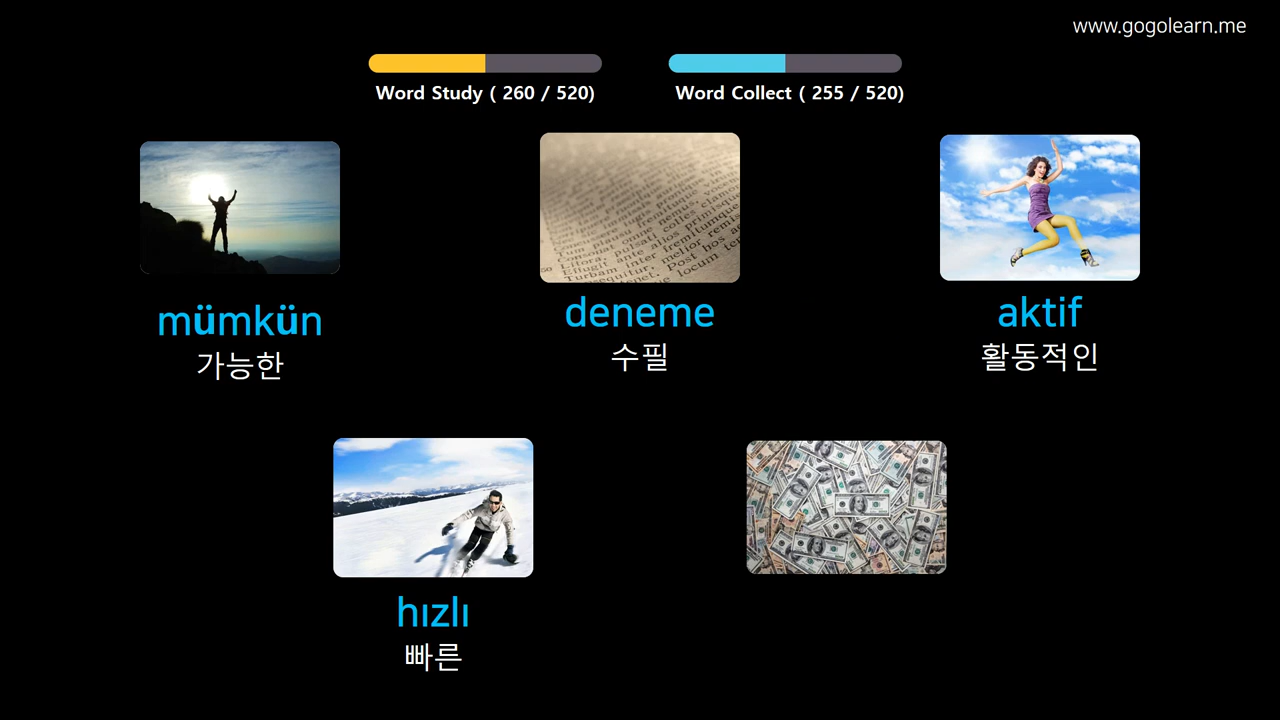 www.gogolearn.me
Word Study ( 260 / 520)
Word Collect ( 255 / 520)
mümkün
가능한
deneme
수필
aktif
활동적인
hızlı
빠른